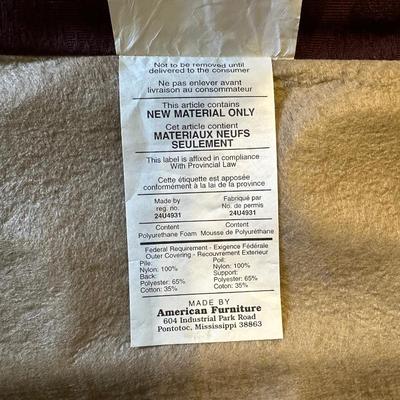 Not to be removed until
delivered to the consumer
Ne pas enlever avant
livraison au consommateur
This article contains
NEW MATERIAL ONLY
Cet article contient
MATERIAUX NEUFS
SEULEMENT
This label is affixed in compliance
With Provincial Law
Cette étiquette est apposée
conformément à la lai de la province
Made by Fabriqué par
reg. no. No. de permis
24U4931 24U4931
Content Content
Polyurethane Foam Mousse de Polyuréthane
Federal Requirement - Exigence Fédérale
Outer Covering - Recouvrement Exterieur
Pile: Poil:
Nylon: 100% Nylon: 100%
Back: Support:
Polyester: 65% Polyester: 65%
Cotton: 35% Coton: 35%
MADE BY
American Furniture
604 Industrial Park Road
Pontotoc, Mississippi 38863